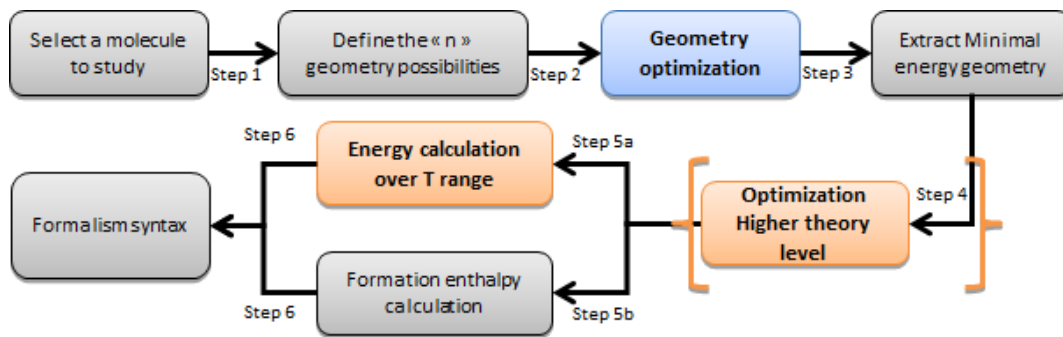 Select a molecule
to study
Step 1
Define the « n »
geometry possibilities
Step 2
Geometry
optimization
Step 3
Extract Minimal
energy geometry
Step 4
Optimization
Higher theory
level
Step 5a
Energy calculation
over T range
Step 6
Step 5b
Formation enthalpy
calculation
Step 6
Formalism syntax